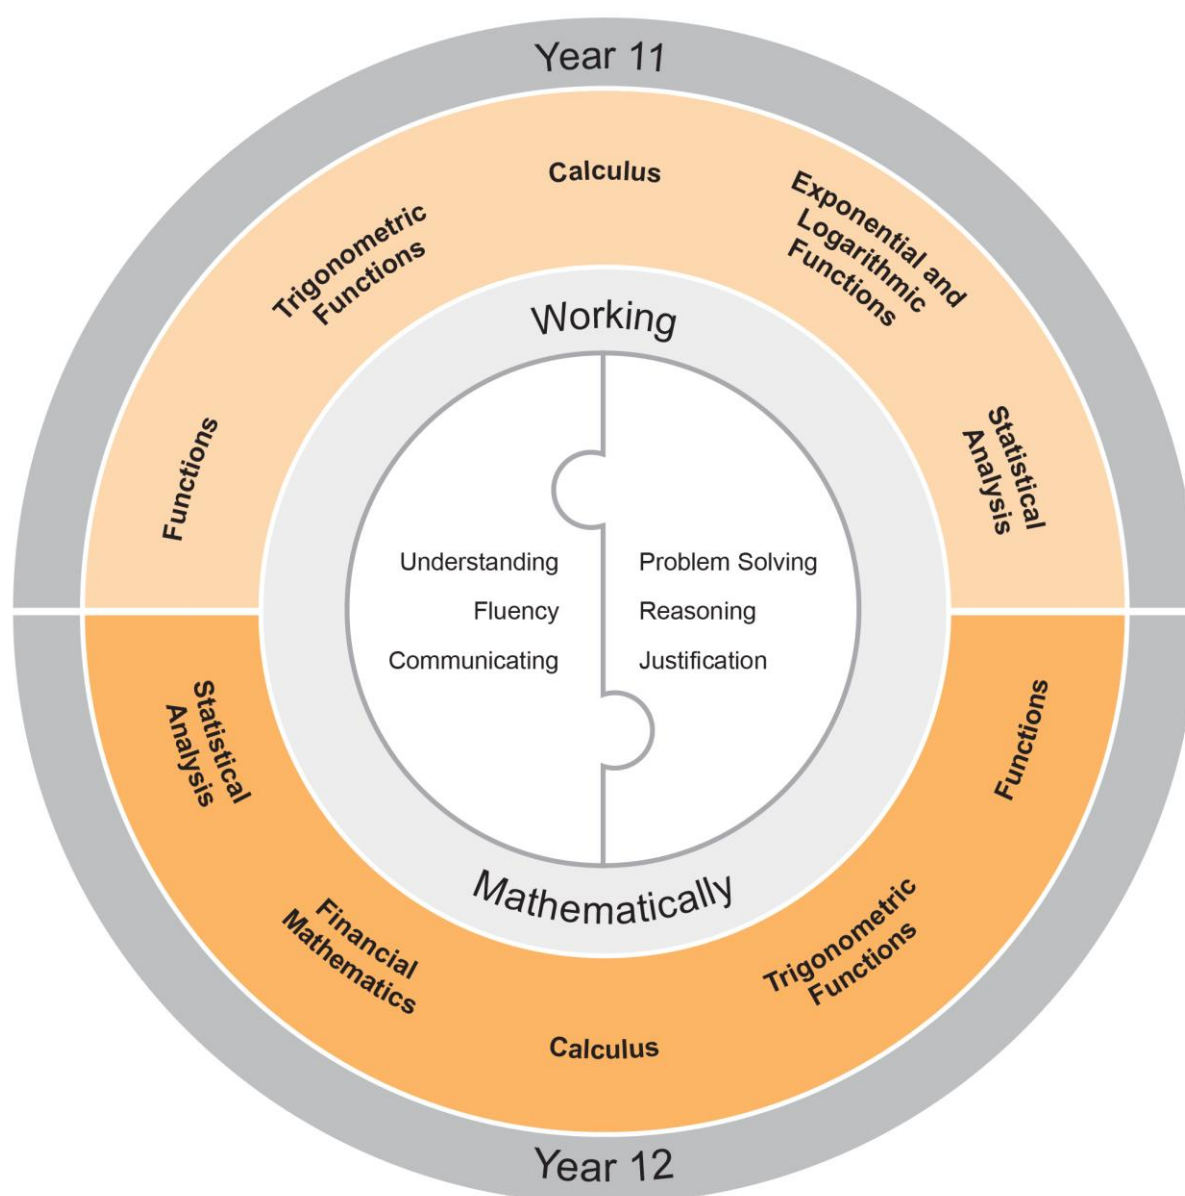 Year 11
Calculus
Trigonometric
Functions
Exponential and
Logarithmic
Functions
Functions
Statistical
Analysis
Working
Understanding
Fluency
Communicating
Problem Solving
Reasoning
Justification
Mathematically
Statistical
Analysis
Financial
Mathematics
Calculus
Trigonometric
Functions
Functions
Year 12